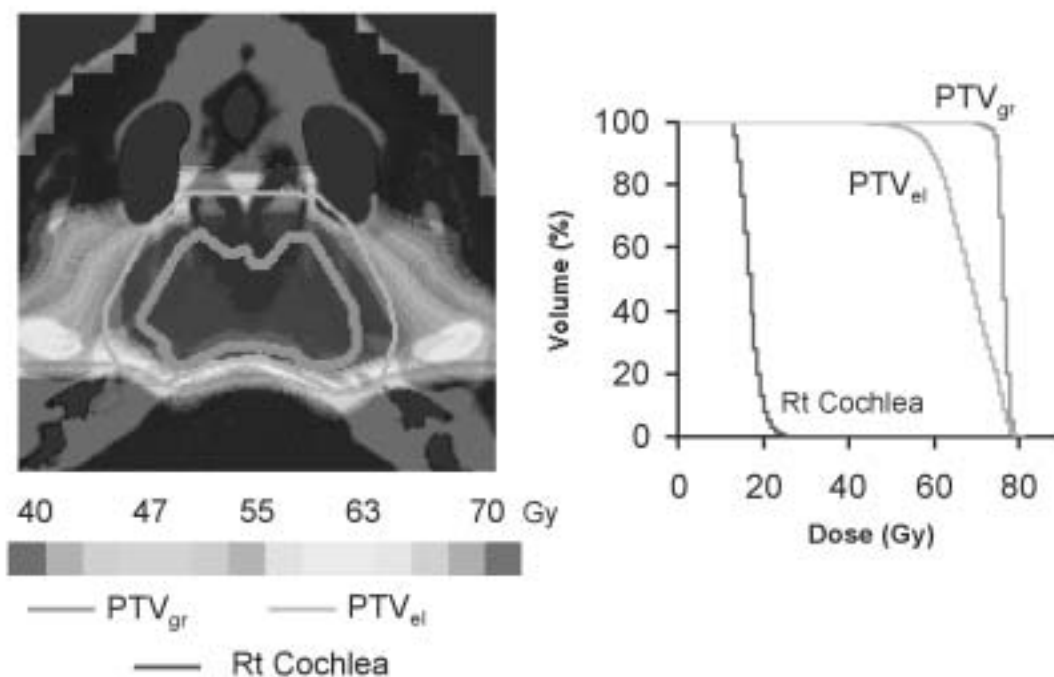 PTVgr
PTVel
Rt Cochlea
100
80
60
40
20
0
Volume (%)
0 20 40 60 80
Dose (Gy)
40 47 55 63 70 Gy
PTVgr PTVel
Rt Cochlea